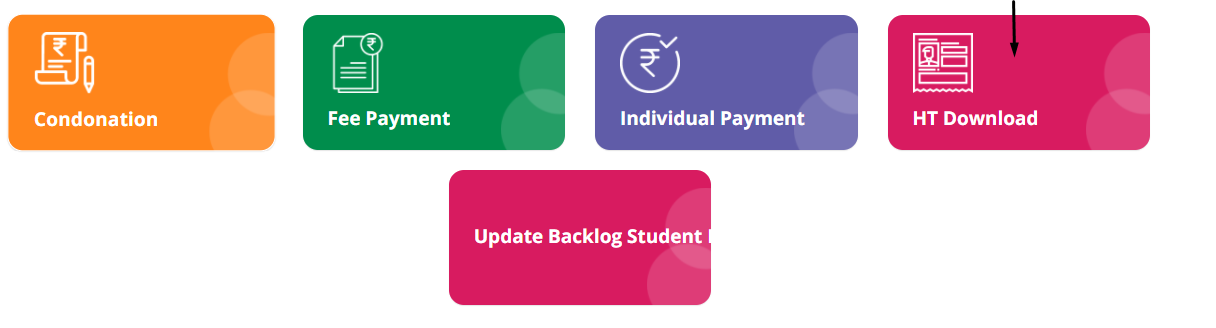 Condonation
Fee Payment
Individual Payment
HT Download
Update Backlog Student